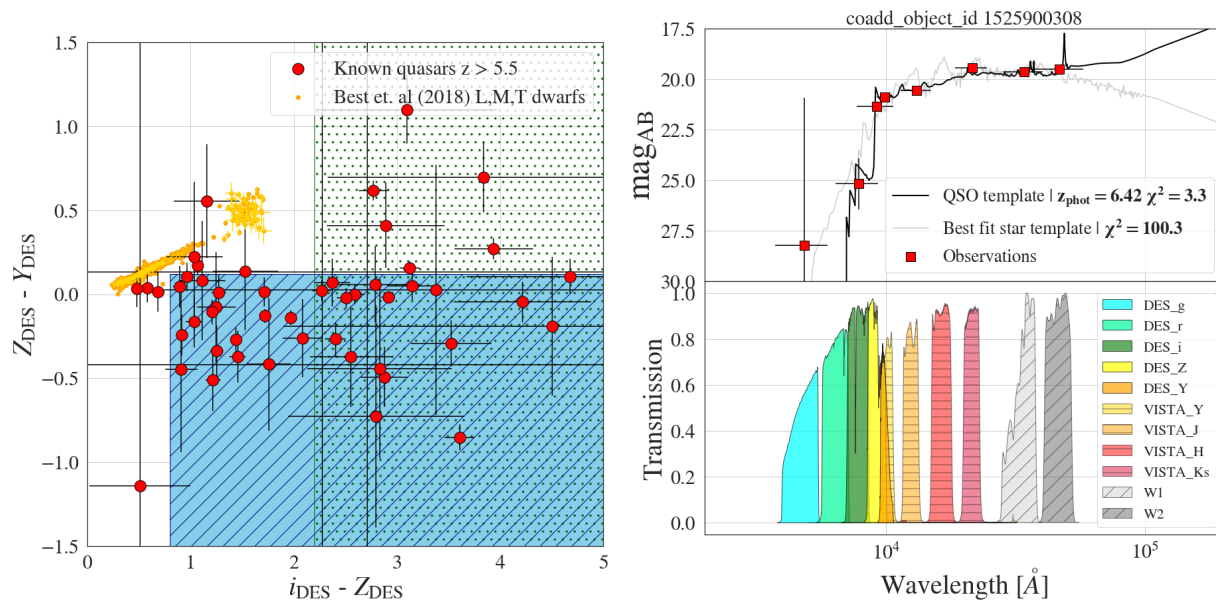 1.5
1.0
0.5
0.0
−0.5
−1.0
−1.5
Z_DES - Y_DES
0 1 2 3 4 5
i_DES - Z_DES
Known quasars z > 5.5
Best et. al (2018) L,M,T dwarfs
coadd_object_id 1525900308
17.5
20.0
22.5
25.0
27.5
30.0
mag_AB
QSO template | z_phot = 6.42 χ² = 3.3
Best fit star template | χ² = 100.3
Observations
1.0
0.8
0.6
0.4
0.2
0.0
Transmission
DES_g
DES_r
DES_i
DES_Z
DES_Y
VISTA_Y
VISTA_J
VISTA_H
VISTA_Ks
W1
W2
10⁴ 10⁵
Wavelength [Å]